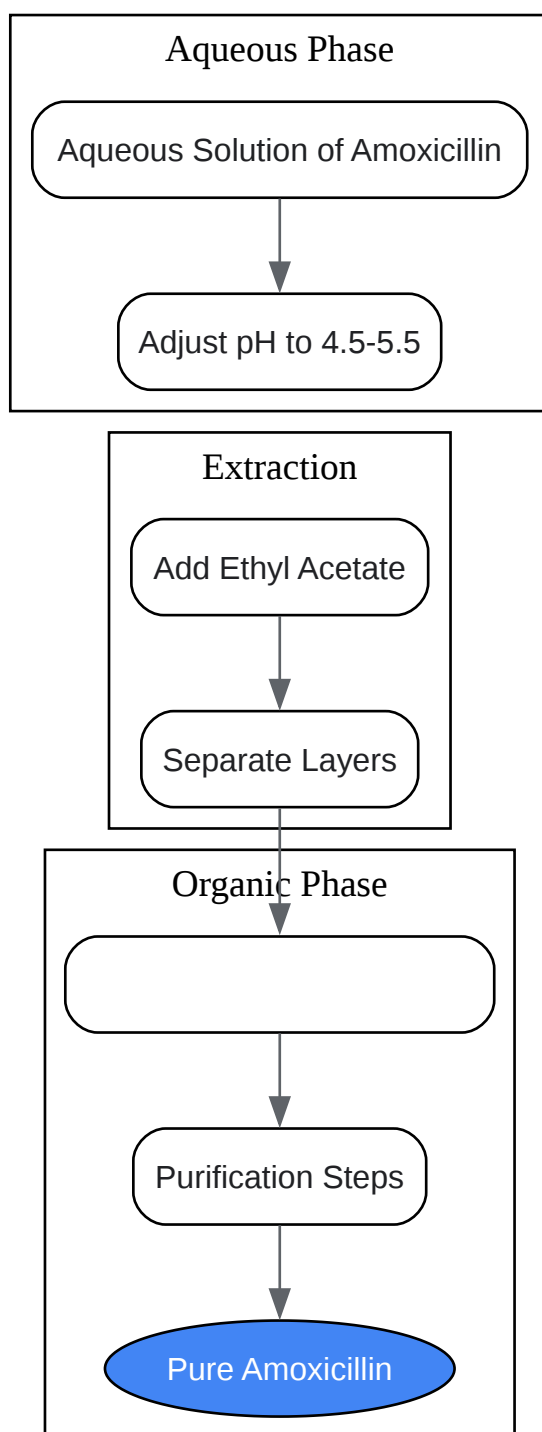 Aqueous Phase
Aqueous Solution of Amoxicillin
Adjust pH to 4.5-5.5
Extraction
Add Ethyl Acetate
Separate Layers
Organic Phase
Purification Steps
Pure Amoxicillin